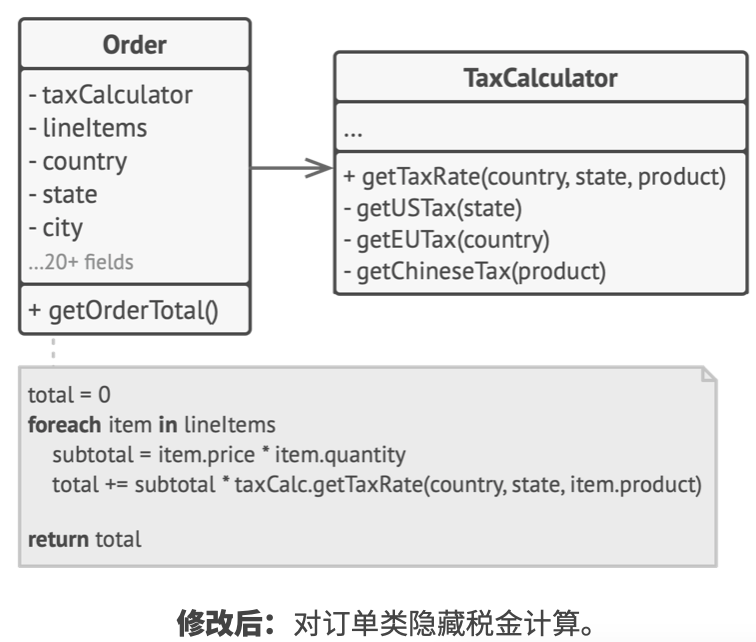 Order
- taxCalculator
- lineItems
- country
- state
- city
...20+ fields
+ getOrderTotal()
TaxCalculator
...
+ getTaxRate(country, state, product)
- getUSTax(state)
- getEUTax(country)
- getChineseTax(product)
total = 0
foreach item in lineItems
subtotal = item.price * item.quantity
total += subtotal * taxCalc.getTaxRate(country, state, item.product)
return total
修改后：对订单类隐藏税金计算。